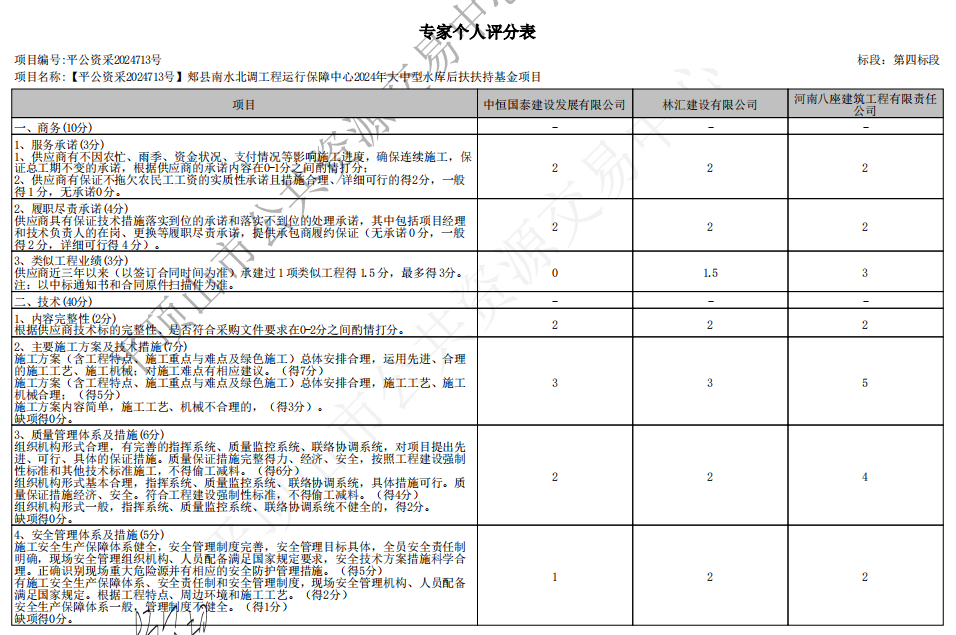 专家个人评分表
项目编号:平公资采2024713号
标段: 第四标段
项目名称:【平公资采2024713号】郏县南水北调工程运行保障中心2024年大中型水库后扶扶持基金项目
项目 中恒国泰建设发展有限公司 林汇建设有限公司 河南八座建筑工程有限责任公司
一、商务(10分) - - -
1、服务承诺(3分)
1、供应商有不因农忙、雨季、资金状况、支付情况等影响施工进度，确保连续施工，保
证总工期不变的承诺，根据供应商的承诺内容在0-1分之间酌情打分；
2、供应商有保证不拖欠农民工工资的实质性承诺且措施合理、详细可行的得2分，一般
得1分，无承诺0分。
2 2 2
2、履职尽责承诺(4分)
供应商具有保证技术措施落实到位的承诺和落实不到位的处理承诺，其中包括项目经理
和技术负责人的在岗、更换等履职尽责承诺，提供承包商履约保证（无承诺0分，一般
得2分，详细可行得4分）。
2 2 2
3、类似工程业绩(3分)
供应商近三年以来（以签订合同时间为准）承建过1项类似工程得1.5分，最多得3分。
注：以中标通知书和合同原件扫描件为准。
0 1.5 3
二、技术(40分) - - -
1、内容完整性(2分)
根据供应商技术标的完整性、是否符合采购文件要求在0-2分之间酌情打分。
2 2 2
2、主要施工方案及技术措施(7分)
施工方案（含工程特点、施工重点与难点及绿色施工）总体安排合理，运用先进、合理
的施工工艺、施工机械；对施工难点有相应建议。（得7分）
施工方案（含工程特点、施工重点与难点及绿色施工）总体安排合理，施工工艺、施工
机械合理；（得5分）
施工方案内容简单，施工工艺、机械不合理的，（得3分）。
缺项得0分。
3 3 5
3、质量管理体系及措施(6分)
组织机构形式合理，有完善的指挥系统、质量监控系统、联络协调系统，对项目提出先
进、可行、具体的保证措施。质量保证措施完整得力、经济、安全，按照工程建设强制
性标准和其他技术标准施工，不得偷工减料。（得6分）
组织机构形式基本合理，指挥系统、质量监控系统、联络协调系统，具体措施可行。质
量保证措施经济、安全。符合工程建设强制性标准，不得偷工减料。（得4分）
组织机构形式一般，指挥系统、质量监控系统、联络协调系统不健全的，得2分。
缺项得0分。
2 2 4
4、安全管理体系及措施(5分)
施工安全生产保障体系健全，安全管理制度完善，安全管理目标具体，全员安全责任制
明确，现场安全管理组织机构、人员配备满足国家规定要求，安全技术方案措施科学合
理。正确识别现场重大危险源并有相应的安全防护管理措施。（得5分）
有施工安全生产保障体系、安全责任制和安全管理制度，现场安全管理机构、人员配备
满足国家规定。根据工程特点、周边环境和施工工艺。（得2分）
安全生产保障体系一般，管理制度不健全。（得1分）
缺项得0分。
1 2 2
平顶山市公共资源交易中心
平顶山市公共资源交易中心